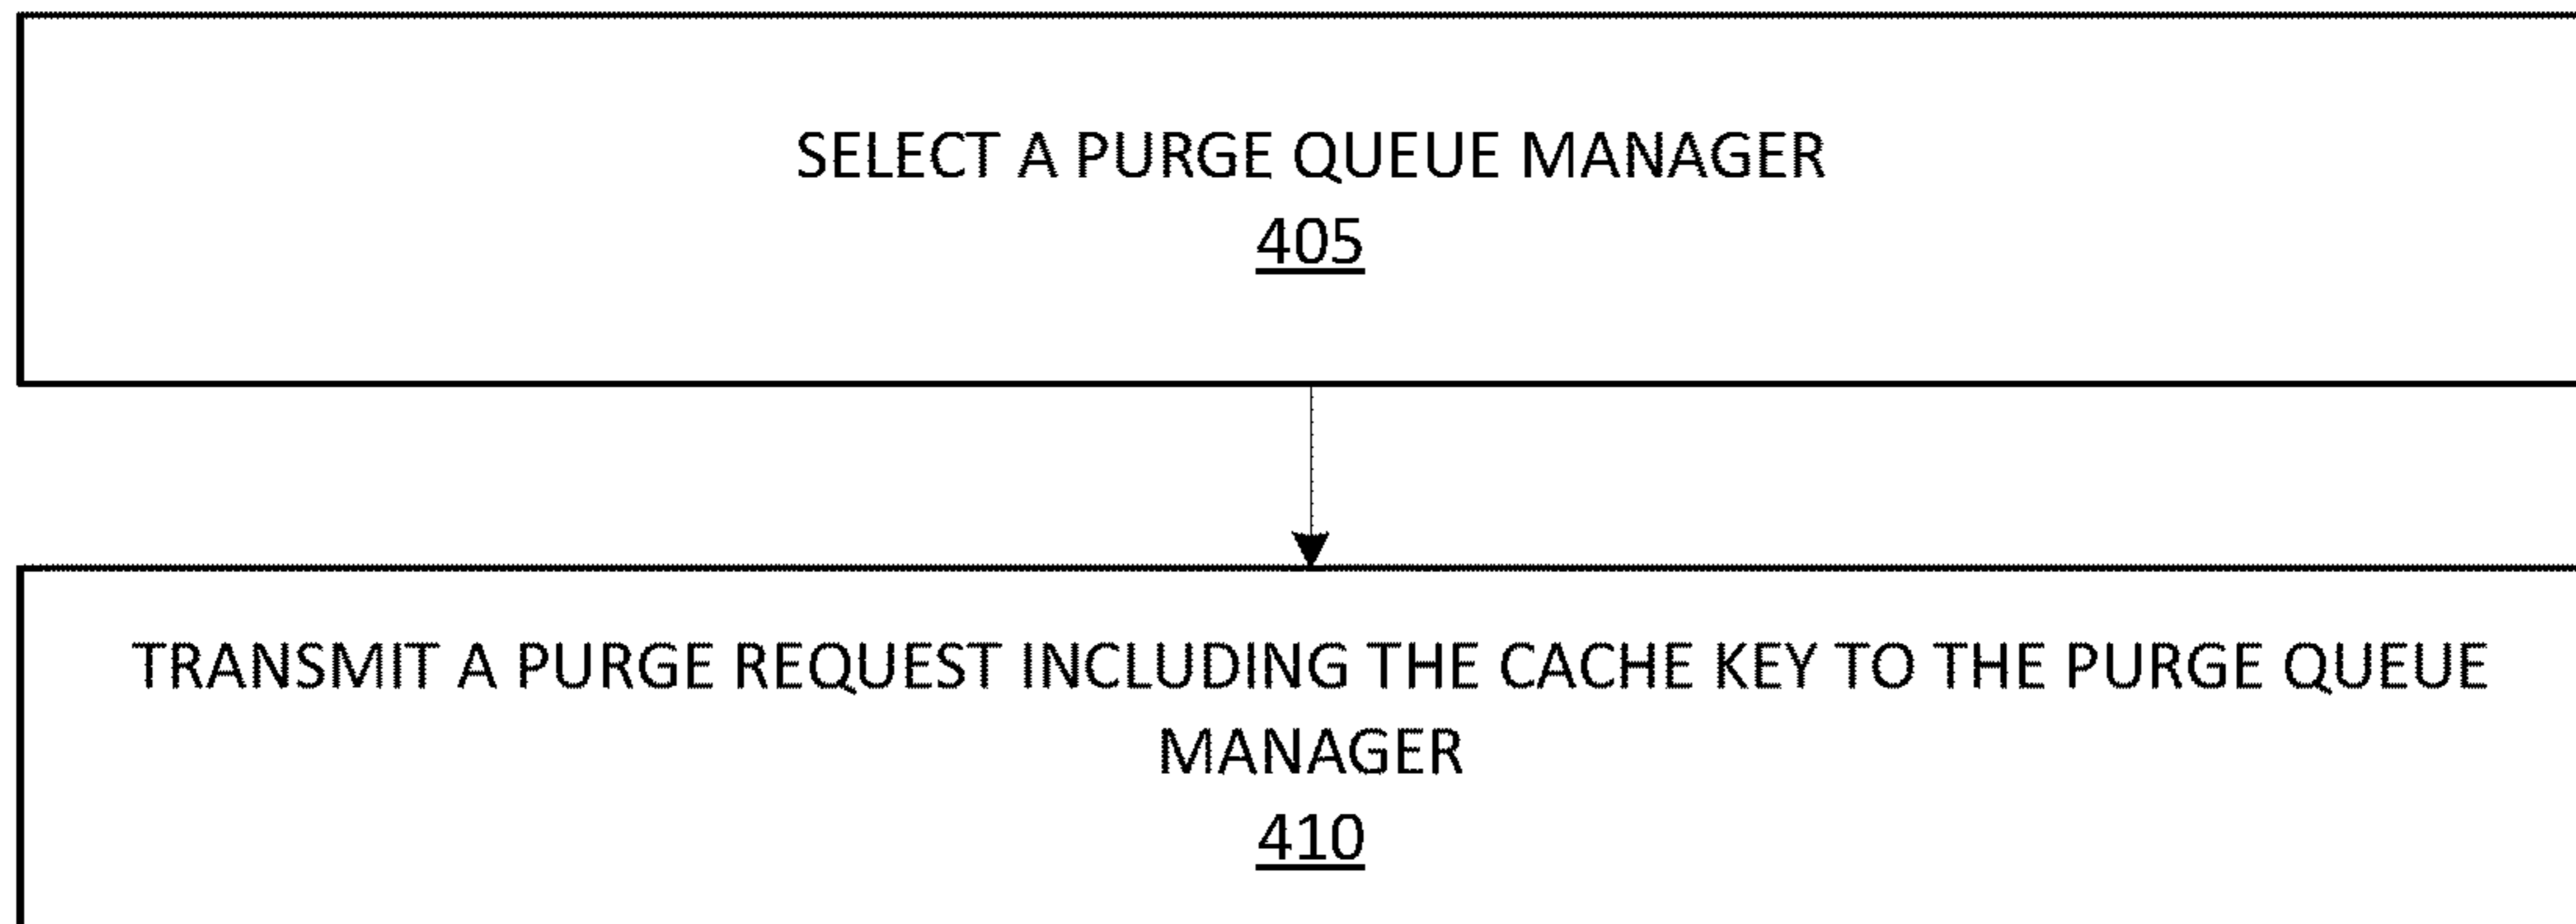 SELECT A PURGE QUEUE MANAGER
405
TRANSMIT A PURGE REQUEST INCLUDING THE CACHE KEY TO THE PURGE QUEUE
MANAGER
410